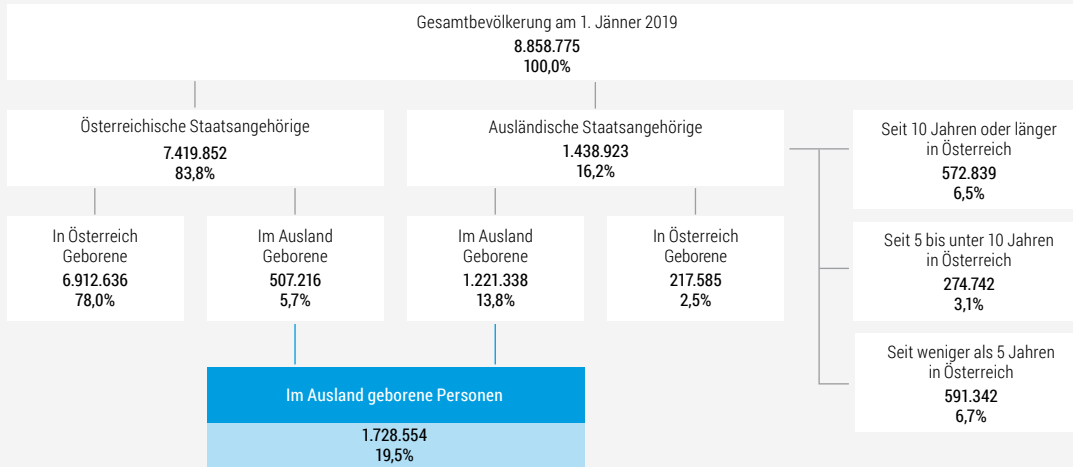 Gesamtbevölkerung am 1. Jänner 2019
8.858.775
100,0%
Österreichische Staatsangehörige
7.419.852
83,8%
Ausländische Staatsangehörige
1.438.923
16,2%
In Österreich
Geborene
6.912.636
78,0%
Im Ausland
Geborene
507.216
5,7%
Im Ausland
Geborene
1.221.338
13,8%
In Österreich
Geborene
217.585
2,5%
Im Ausland geborene Personen
1.728.554
19,5%
Seit 10 Jahren oder länger
in Österreich
572.839
6,5%
Seit 5 bis unter 10 Jahren
in Österreich
274.742
3,1%
Seit weniger als 5 Jahren
in Österreich
591.342
6,7%